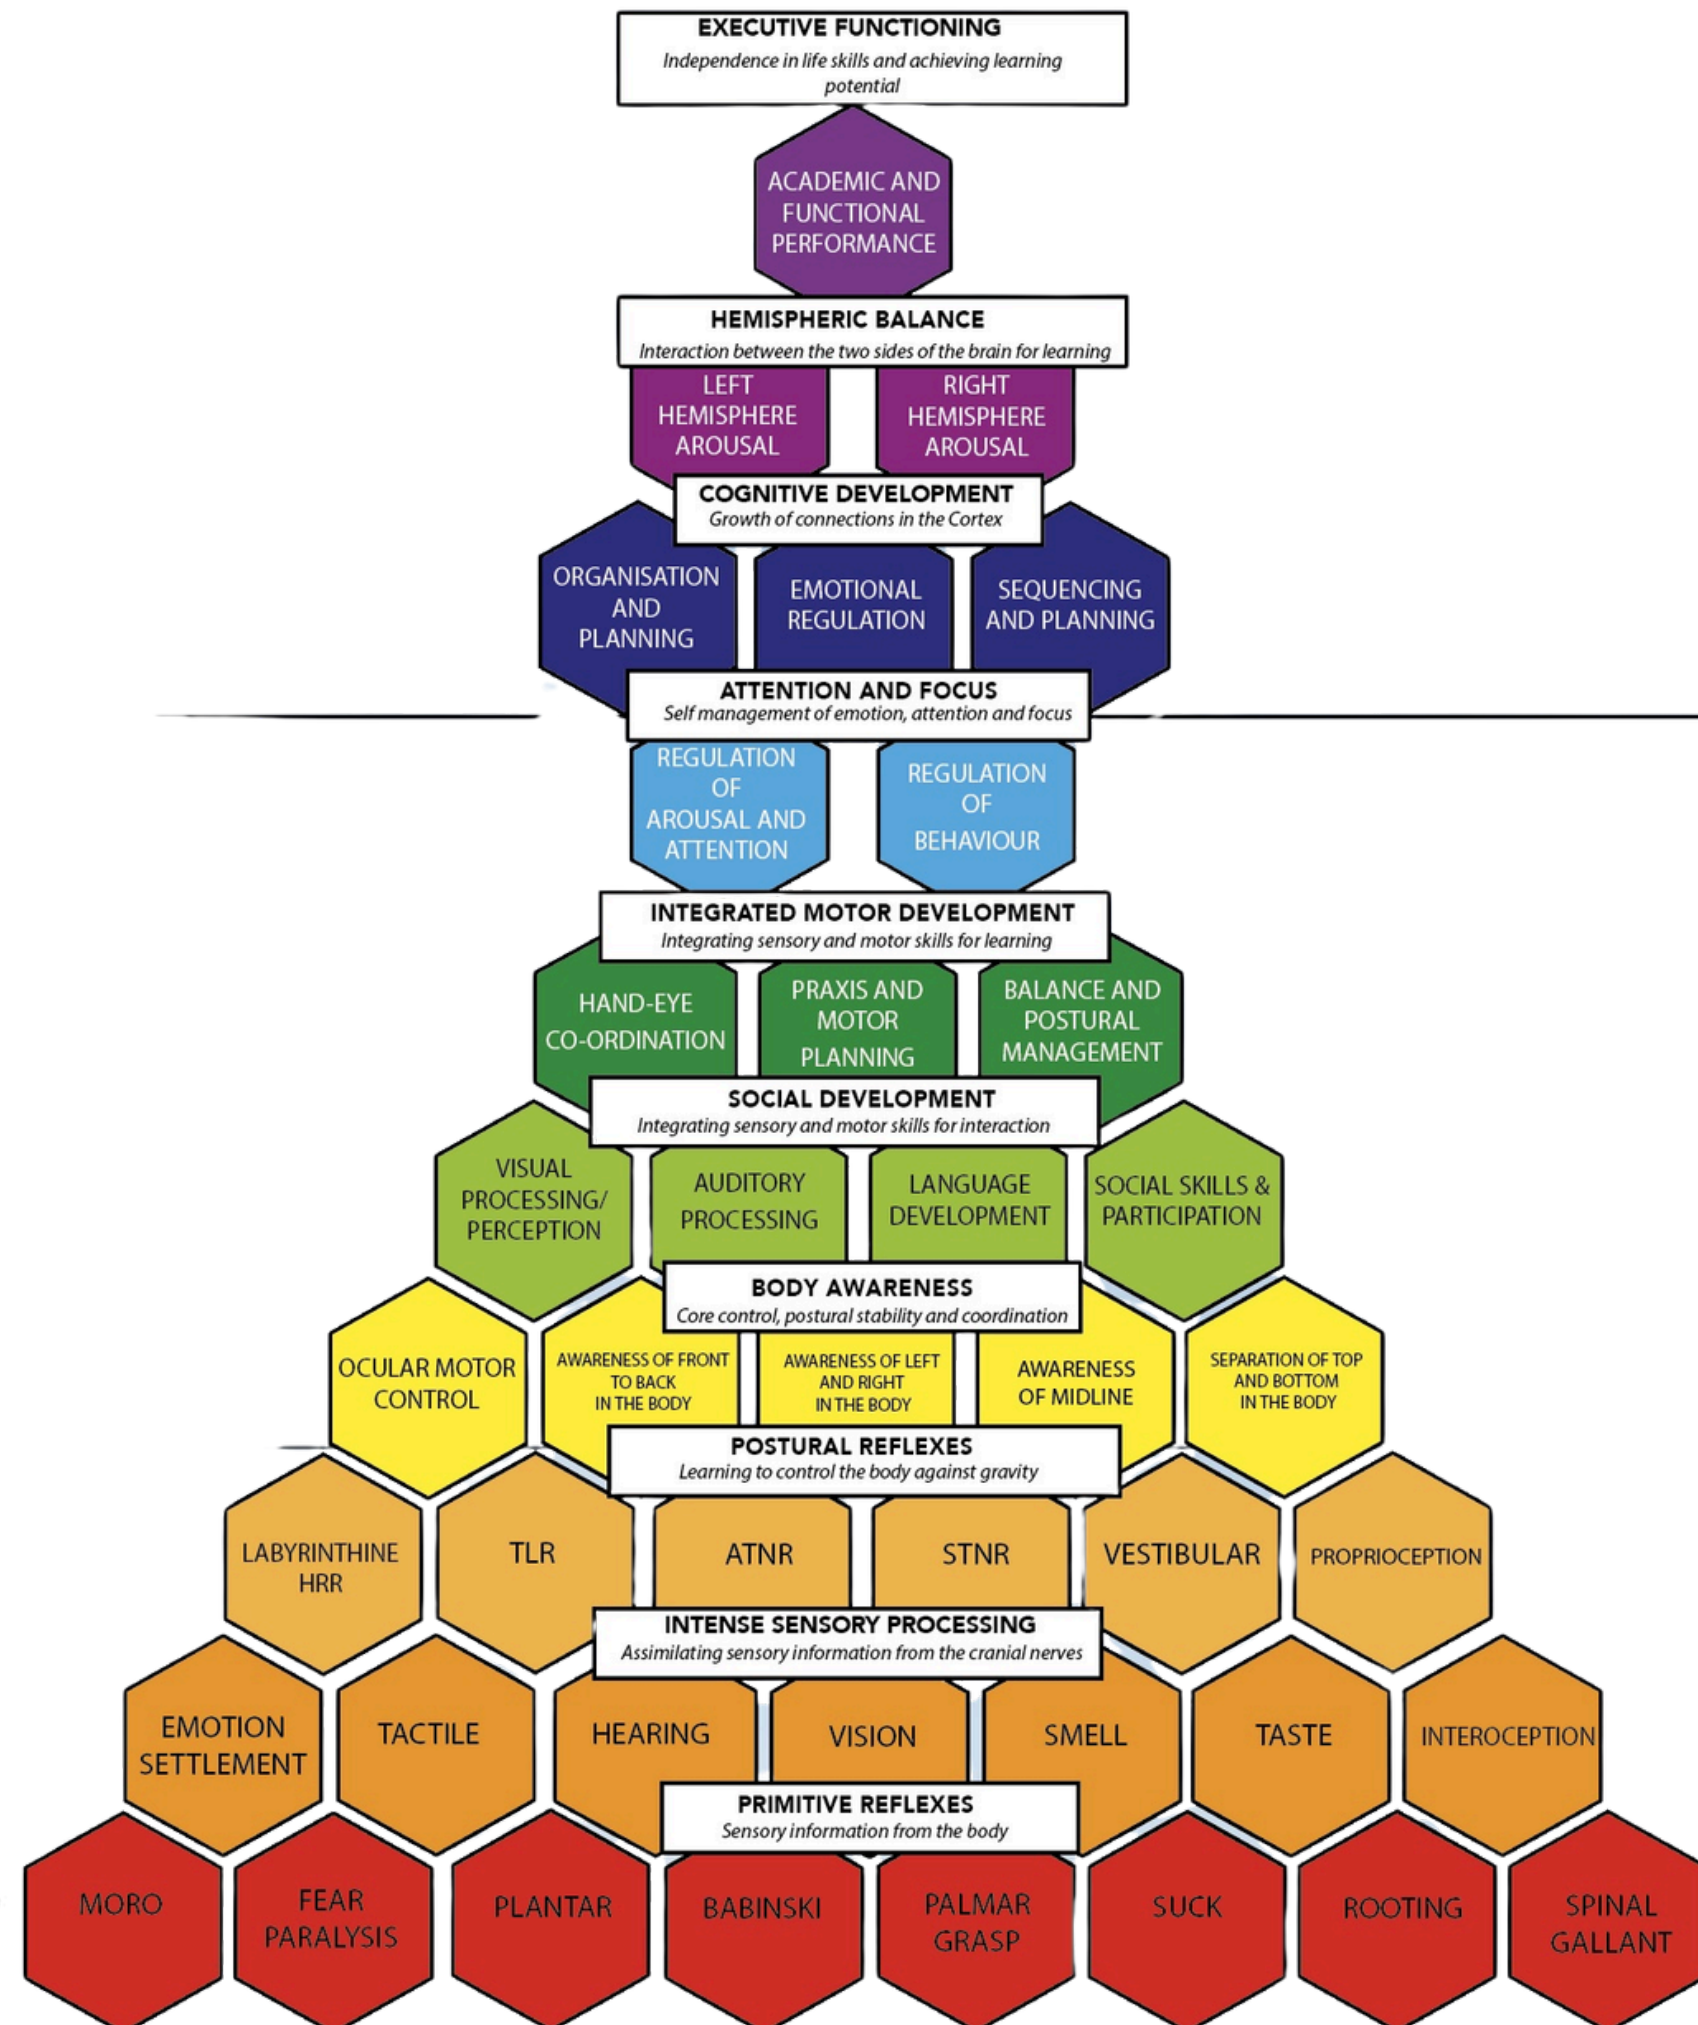 EXECUTIVE FUNCTIONING
Independence in life skills and achieving learning
potential
ACADEMIC AND
FUNCTIONAL
PERFORMANCE
HEMISPHERIC BALANCE
Interaction between the two sides of the brain for learning
LEFT
HEMISPHERE
AROUSAL
RIGHT
HEMISPHERE
AROUSAL
COGNITIVE DEVELOPMENT
Growth of connections in the Cortex
ORGANISATION
AND
PLANNING
EMOTIONAL
REGULATION
SEQUENCING
AND PLANNING
ATTENTION AND FOCUS
Self management of emotion, attention and focus
REGULATION
OF
AROUSAL AND
ATTENTION
REGULATION
OF
BEHAVIOUR
INTEGRATED MOTOR DEVELOPMENT
Integrating sensory and motor skills for learning
HAND-EYE
CO-ORDINATION
PRAXIS AND
MOTOR
PLANNING
BALANCE AND
POSTURAL
MANAGEMENT
SOCIAL DEVELOPMENT
Integrating sensory and motor skills for interaction
VISUAL
PROCESSING/
PERCEPTION
AUDITORY
PROCESSING
LANGUAGE
DEVELOPMENT
SOCIAL SKILLS &
PARTICIPATION
BODY AWARENESS
Core control, postural stability and coordination
OCULAR MOTOR
CONTROL
AWARENESS OF FRONT
TO BACK
IN THE BODY
AWARENESS OF LEFT
AND RIGHT
IN THE BODY
AWARENESS
OF MIDLINE
SEPARATION OF TOP
AND BOTTOM
IN THE BODY
POSTURAL REFLEXES
Learning to control the body against gravity
LABYRINTHINE
HRR
TLR
ATNR
STNR
VESTIBULAR
PROPRIOCEPTION
INTENSE SENSORY PROCESSING
Assimilating sensory information from the cranial nerves
EMOTION
SETTLEMENT
TACTILE
HEARING
VISION
SMELL
TASTE
INTEROCEPTION
PRIMITIVE REFLEXES
Sensory information from the body
MORO
FEAR
PARALYSIS
PLANTAR
BABINSKI
PALMAR
GRASP
SUCK
ROOTING
SPINAL
GALLANT